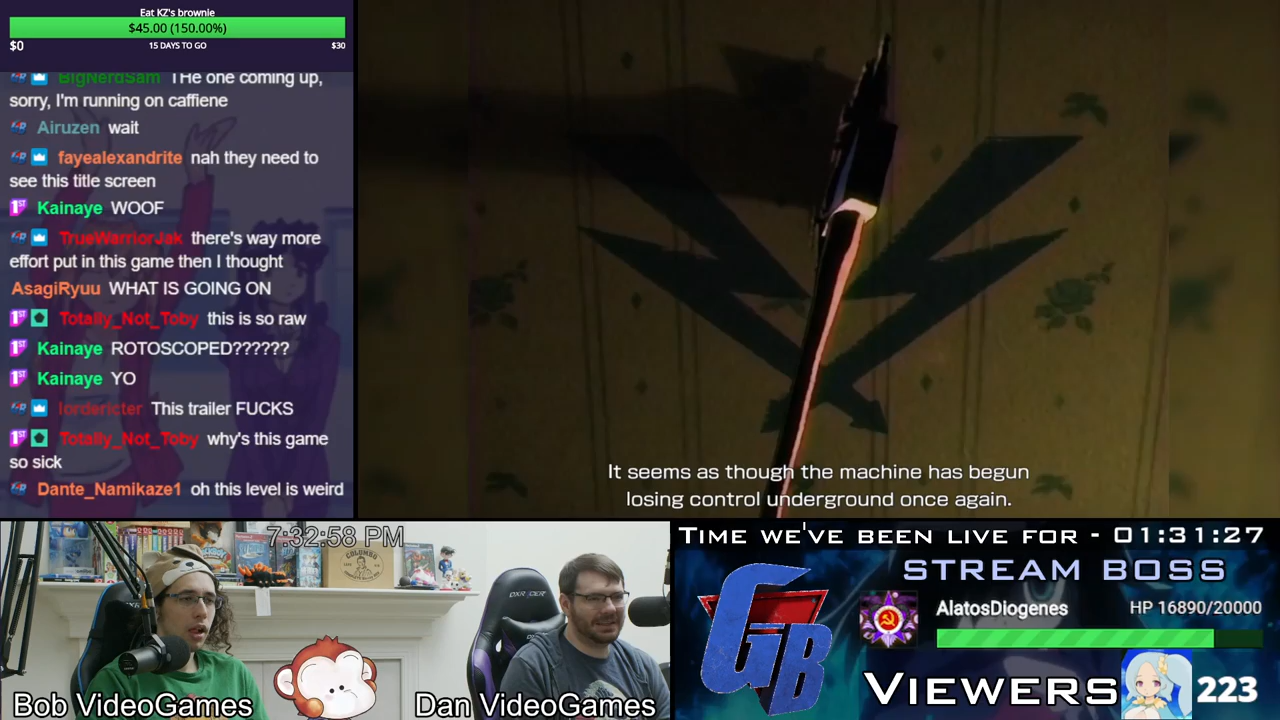 Eat KZ's brownie
$45.00 (150.00%)
$0 15 DAYS TO GO $30
BigNerdSam THe one coming up,
sorry, I'm running on caffiene
Airuzen wait
fayealexandrite nah they need to
see this title screen
Kainaye WOOF
TrueWarriorJak there's way more
effort put in this game then I thought
AsagiRyuu WHAT IS GOING ON
Totally_Not_Toby this is so raw
Kainaye ROTOSCOPED??????
Kainaye YO
lordericter This trailer FUCKS
Totally_Not_Toby why's this game
so sick
Dante_Namikaze1 oh this level is weird
It seems as though the machine has begun
losing control underground once again.
7:32:58 PM
COLUMBO
Bob VideoGames
Dan VideoGames
TIME WE'VE BEEN LIVE FOR - 01:31:27
STREAM BOSS
AlatosDiogenes HP 16890/20000
GB
VIEWERS 223